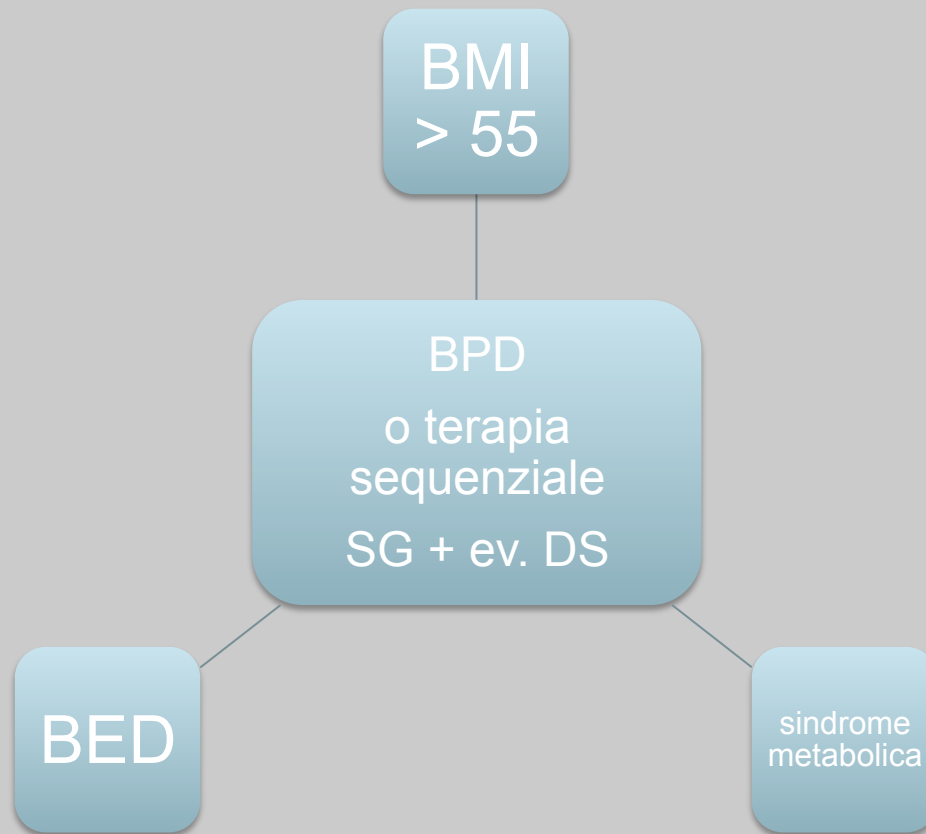 BMI
> 55
BPD
o terapia
sequenziale
SG + ev. DS
BED
sindrome
metabolica